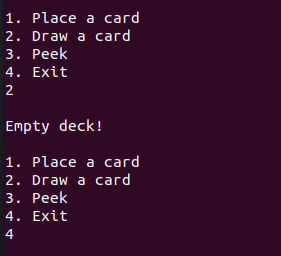 1. Place a card
2. Draw a card
3. Peek
4. Exit
2
Empty deck!
1. Place a card
2. Draw a card
3. Peek
4. Exit
4